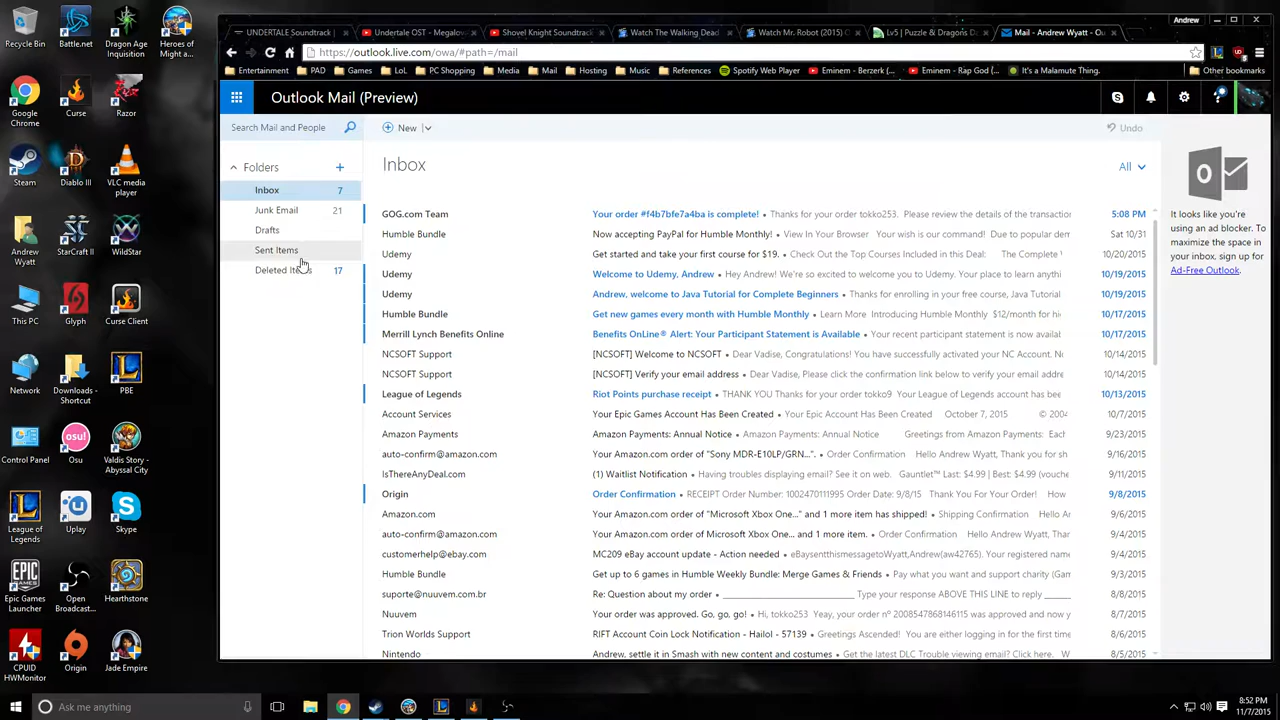 Recycle Bin
Battle.net
Dragon Age
Inquisition
Heroes of
Might a...
Google
Chrome
Curse
Razor
Steam
Diablo III
VLC media
player
Andrew
Wyatt
StarCraft II
WildStar
This PC
Glyph
Curse Client
Network
Downloads -
Shortcut
PBE
Control Panel
Osu
Valdis Story -
Abyssal City
League of
Legends
Uplay
Skype
Epic Games
Launcher
Open
Broadcast...
Hearthstone
CPUID
HWMonitor
Origin
Jade Empire
Andrew
UNDERTALE Soundtrack
Undertale OST - Megalova
Shovel Knight Soundtrack
Watch The Walking Dead
Watch Mr. Robot (2015) O
Lv5 | Puzzle & Dragons Da
Mail - Andrew Wyatt - Ou
https://outlook.live.com/owa/#path=/mail
Entertainment PAD Games LoL PC Shopping Media Mail Hosting Music References Spotify Web Player Eminem - Berzerk (... Eminem - Rap God (... It's a Malamute Thing. Other bookmarks
Outlook Mail (Preview)
Search Mail and People
New
Undo
Folders
Inbox 7
Junk Email 21
Drafts
Sent Items
Deleted Items 17
Inbox
All
GOG.com Team Your order #f4b7bfe7a4ba is complete! • Thanks for your order tokko253. Please review the details of the transaction 5:08 PM
Humble Bundle Now accepting PayPal for Humble Monthly! • View in Browser Your wish is our command! Due to popular dem Sat 10/31
Udemy Get started and take your first course for $19. • Check Out the Top Courses Included in this Deal: The Complete 10/21/2015
Udemy Welcome to Udemy, Andrew • Hey Andrew! We're so excited to welcome you to Udemy. Your place to learn anythin 10/19/2015
Udemy Andrew, welcome to Java Tutorial for Complete Beginners • Thanks for enrolling in your free course, Java Tutorial 10/19/2015
Humble Bundle Get new games every month with Humble Monthly • Learn More Introducing Humble Monthly $12/month for hi 10/17/2015
Merrill Lynch Benefits Online Benefits OnLine® Alert: Your Participant Statement is Available • Your recent participant statement is now availal 10/17/2015
NCSOFT Support [NCSOFT] Welcome to NCSOFT • Dear Vadise, Congratulations! You have successfully activated your NC Account. N 10/14/2015
NCSOFT Support [NCSOFT] Verify your email address • Dear Vadise, Please click the confirmation link below to verify your email address 10/14/2015
League of Legends Riot Points purchase receipt • THANK YOU Thanks for your order tokko9 Your League of Legends account has bee 10/13/2015
Account Services Your Epic Games Account Has Been Created • Your Epic Account Has Been Created October 7, 2015 © 2004 10/7/2015
Amazon Payments Amazon Payments: Annual Notice • Amazon Payments: Annual Notice Greetings from Amazon Payments: Each 9/23/2015
auto-confirm@amazon.com Your Amazon.com order of "Sony MDR-E10LP/GRN...". • Order Confirmation Hello Andrew Wyatt, Thank you for sh 9/16/2015
IsThereAnyDeal.com (1) Waitlist Notification • Having troubles displaying email? See it on web. Gauntlet™ Last: $4.99 | Best: $4.99 (vouche 9/11/2015
Origin Order Confirmation • RECEIPT Order Number: 1002470111995 Order Date: 9/8/15 Thank You For Your Order! How 9/8/2015
Amazon.com Your Amazon.com order of "Microsoft Xbox One..." and 1 more item has shipped! • Shipping Confirmation Hello A 9/6/2015
auto-confirm@amazon.com Your Amazon.com order of "Microsoft Xbox One..." and 1 more item. • Order Confirmation Hello Andrew Wyatt, T 9/4/2015
customerhelp@ebay.com MC209 eBay account update - Action needed • eBaysentthismessagetoWyatt,Andrew(aw42765). Your registered name 9/4/2015
Humble Bundle Get up to 6 games in Humble Weekly Bundle: Merge Games & Friends • Pay what you want and support charity (Gam 9/3/2015
suporte@nuuvem.com.br Re: Question about my order • Type your response ABOVE THIS LINE to reply 8/8/2015
Nuuvem Your order was approved. Go, go, go! • Hi, tokko253 Yeay, your order nº 2008547868146115 was approved and now y 8/7/2015
Trion Worlds Support RIFT Account Coin Lock Notification - Hailol - 57139 • Greetings Ascended! You are either logging in for the first time 8/6/2015
Nintendo Andrew, settle it in Smash with new content and costumes • Get the latest DLC Trouble viewing email? Click here. W 8/5/2015
It looks like you're
using an ad blocker. To
maximize the space in
your inbox, sign up for
Ad-Free Outlook.
Ask me anything
8:52 PM
11/7/2015